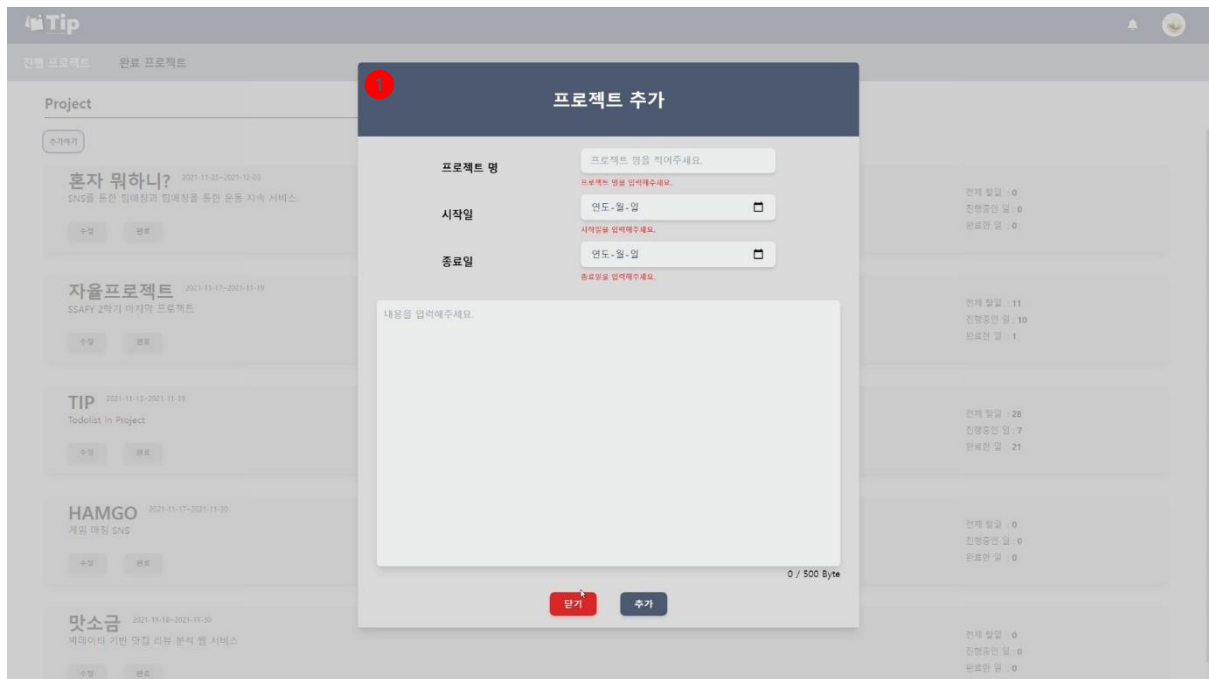 Tip
진행 프로젝트 완료 프로젝트
Project
추가하기
1
프로젝트 추가
프로젝트 명
프로젝트 명을 적어주세요.
프로젝트 명을 입력해주세요.
시작일
연도-월-일
시작일을 입력해주세요.
종료일
연도-월-일
종료일을 입력해주세요.
내용을 입력해주세요.
0 / 500 Byte
닫기 추가
혼자 뭐하니?
SNS를 통한 팀매칭과 팀매칭을 통한 운동 지속 서비스
수정 완료
전체 할일 : 0
진행중인 일 : 0
완료한 일 : 0
자율프로젝트 2021-11-17~2021-11-19
SSAFY 2학기 마지막 프로젝트
수정 완료
전체 할일 : 11
진행중인 일 : 10
완료한 일 : 1
TIP
Todolist in Project
수정 완료
전체 할일 : 28
진행중인 일 : 7
완료한 일 : 21
HAMGO 2021-11-17~2021-11-30
게임 매칭 SNS
수정 완료
전체 할일 : 0
진행중인 일 : 0
완료한 일 : 0
맛소금 2021-11-18~2021-11-30
빅데이터 기반 맛집 리뷰 분석 웹 서비스
수정 완료
전체 할일 : 0
진행중인 일 : 0
완료한 일 : 0